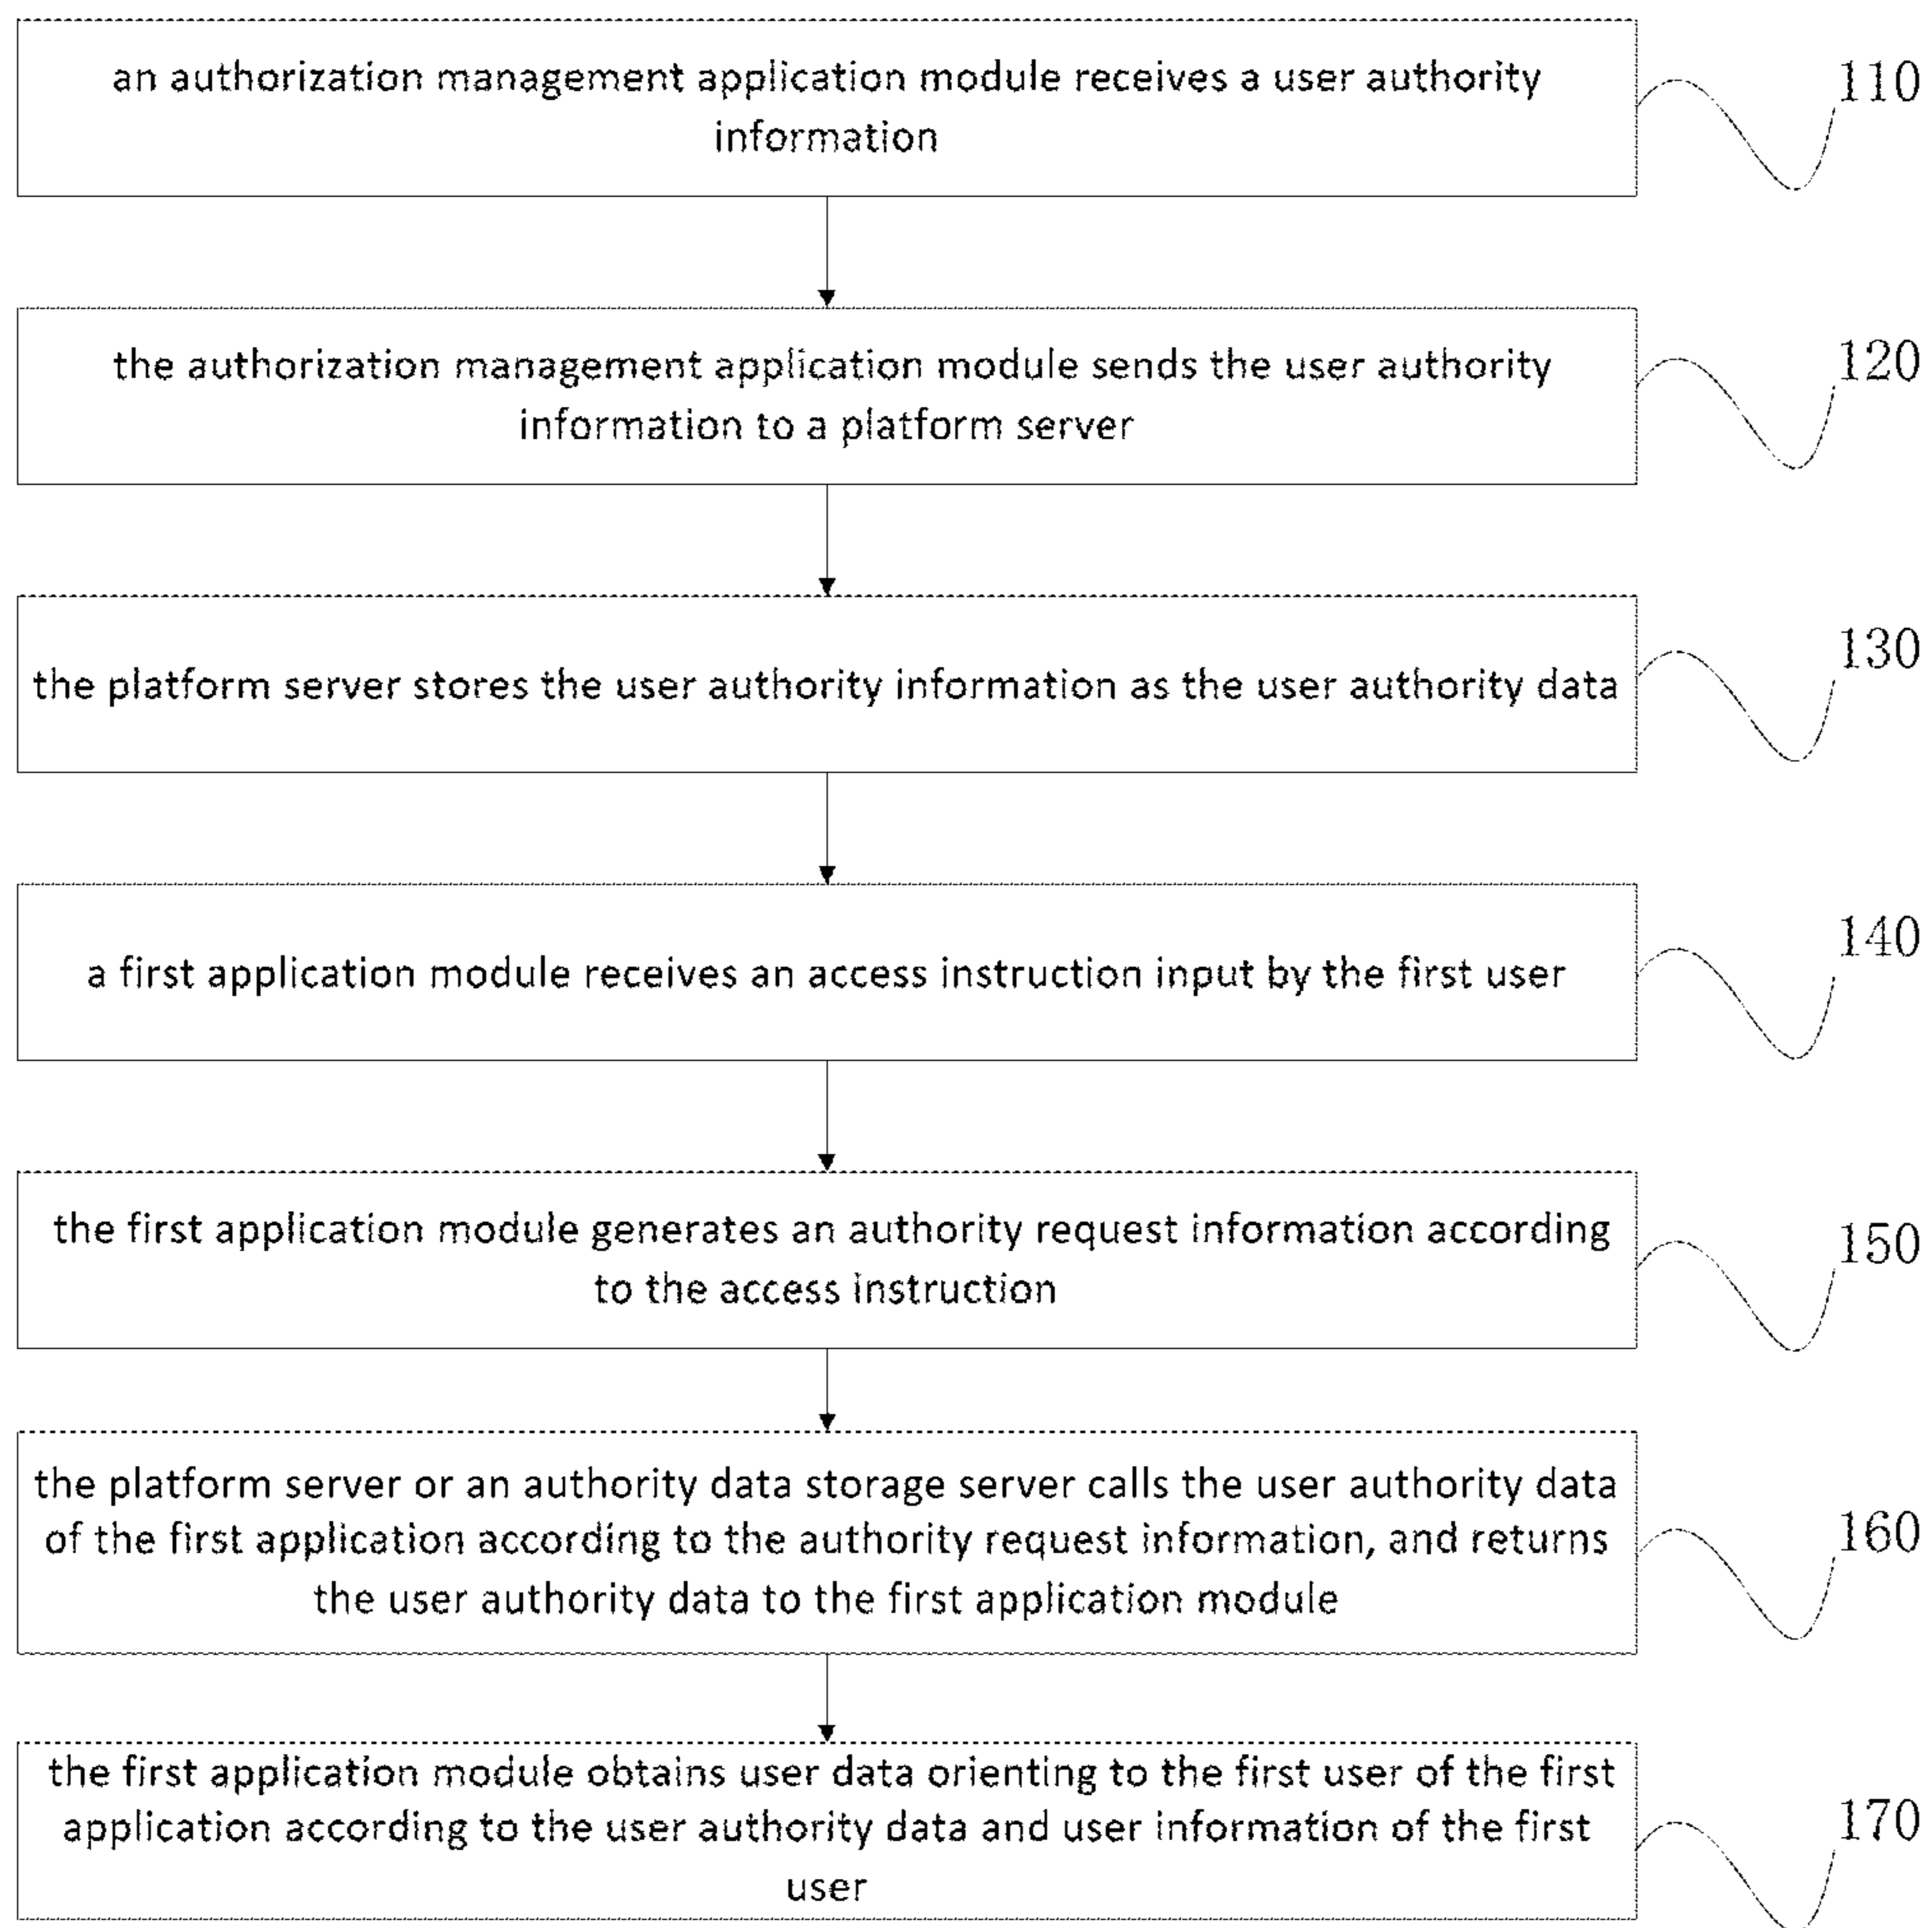 an authorization management application module receives a user authority
information
110
the authorization management application module sends the user authority
information to a platform server
120
the platform server stores the user authority information as the user authority data
130
a first application module receives an access instruction input by the first user
140
the first application module generates an authority request information according
to the access instruction
150
the platform server or an authority data storage server calls the user authority data
of the first application according to the authority request information, and returns
the user authority data to the first application module
160
the first application module obtains user data orienting to the first user of the first
application according to the user authority data and user information of the first
user
170